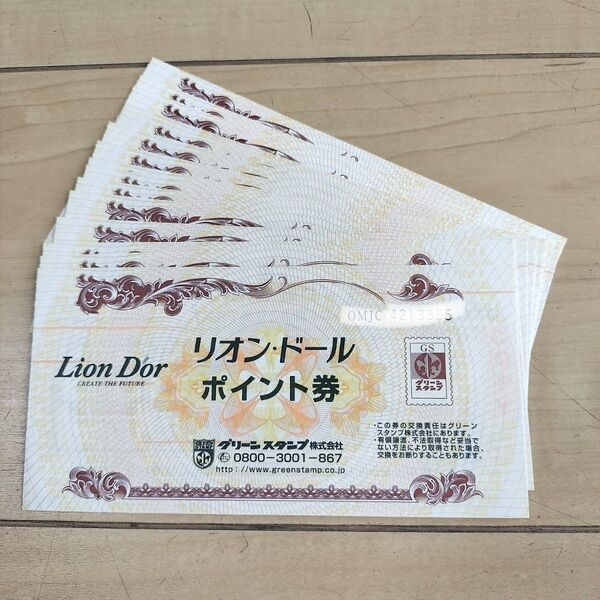 OMJC 4213355
Lion D'or
CREATE THE FUTURE
リオン・ドール
ポイント券
GS
グリーン
スタンプ
グリーンスタンプ株式会社
0800-3001-867
http://www.greenstamp.co.jp
・この券の交換責任はグリーン
スタンプ株式会社にあります。
・有償譲渡、不法取得など妥当で
ない方法により取得された場合、
交換をお断りすることもあります。